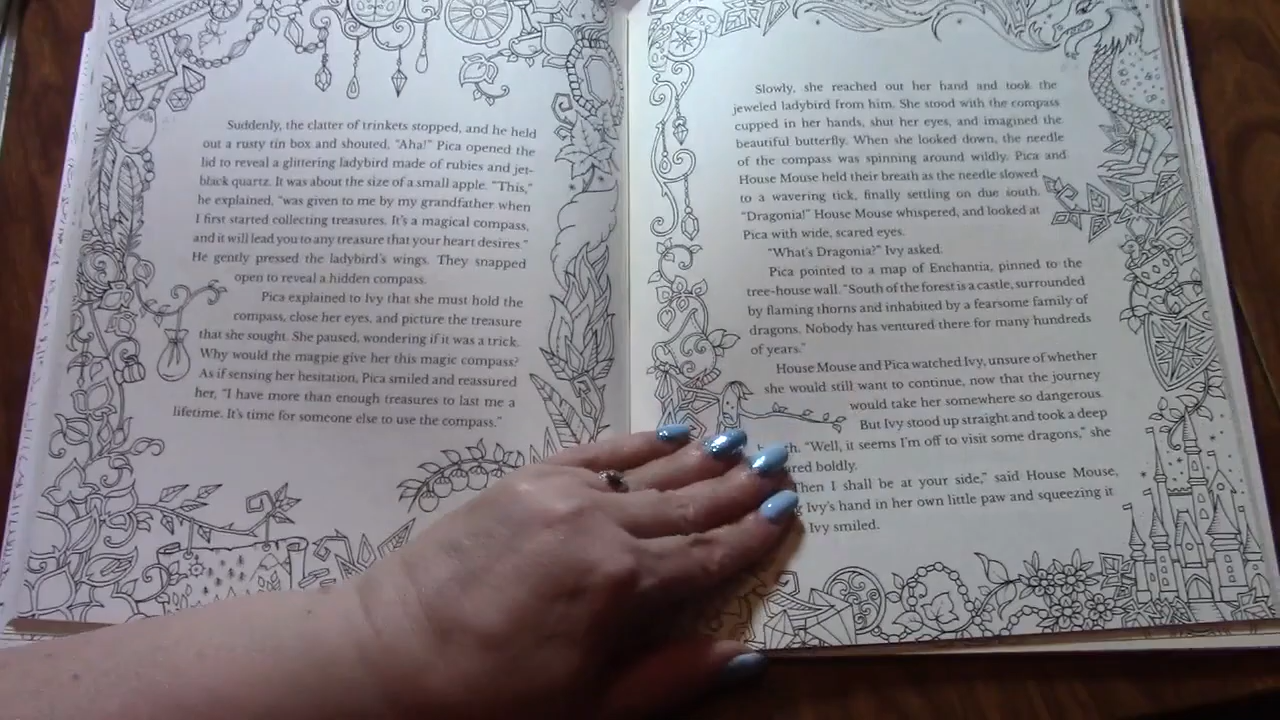 Suddenly, the clatter of trinkets stopped, and he held
out a rusty tin box and shouted, "Aha!" Pica opened the
lid to reveal a glittering ladybird made of rubies and jet-
black quartz. It was about the size of a small apple. "This,"
he explained, "was given to me by my grandfather when
I first started collecting treasures. It's a magical compass,
and it will lead you to any treasure that your heart desires."
He gently pressed the ladybird's wings. They snapped
open to reveal a hidden compass.
Pica explained to Ivy that she must hold the
compass, close her eyes, and picture the treasure
that she sought. She paused, wondering if it was a trick.
Why would the magpie give her this magic compass?
As if sensing her hesitation, Pica smiled and reassured
her, "I have more than enough treasures to last me a
lifetime. It's time for someone else to use the compass."
Slowly, she reached out her hand and took the
jeweled ladybird from him. She stood with the compass
cupped in her hands, shut her eyes, and imagined the
beautiful butterfly. When she looked down, the needle
of the compass was spinning around wildly. Pica and
House Mouse held their breath as the needle slowed
to a wavering tick, finally settling on due south.
"Dragonia!" House Mouse whispered, and looked at
Pica with wide, scared eyes.
"What's Dragonia?" Ivy asked.
Pica pointed to a map of Enchantia, pinned to the
tree-house wall. "South of the forest is a castle, surrounded
by flaming thorns and inhabited by a fearsome family of
dragons. Nobody has ventured there for many hundreds
of years."
House Mouse and Pica watched Ivy, unsure of whether
she would still want to continue, now that the journey
would take her somewhere so dangerous.
But Ivy stood up straight and took a deep
"Well, it seems I'm off to visit some dragons," she
boldly.
Then I shall be at your side," said House Mouse,
Ivy's hand in her own little paw and squeezing it
Ivy smiled.